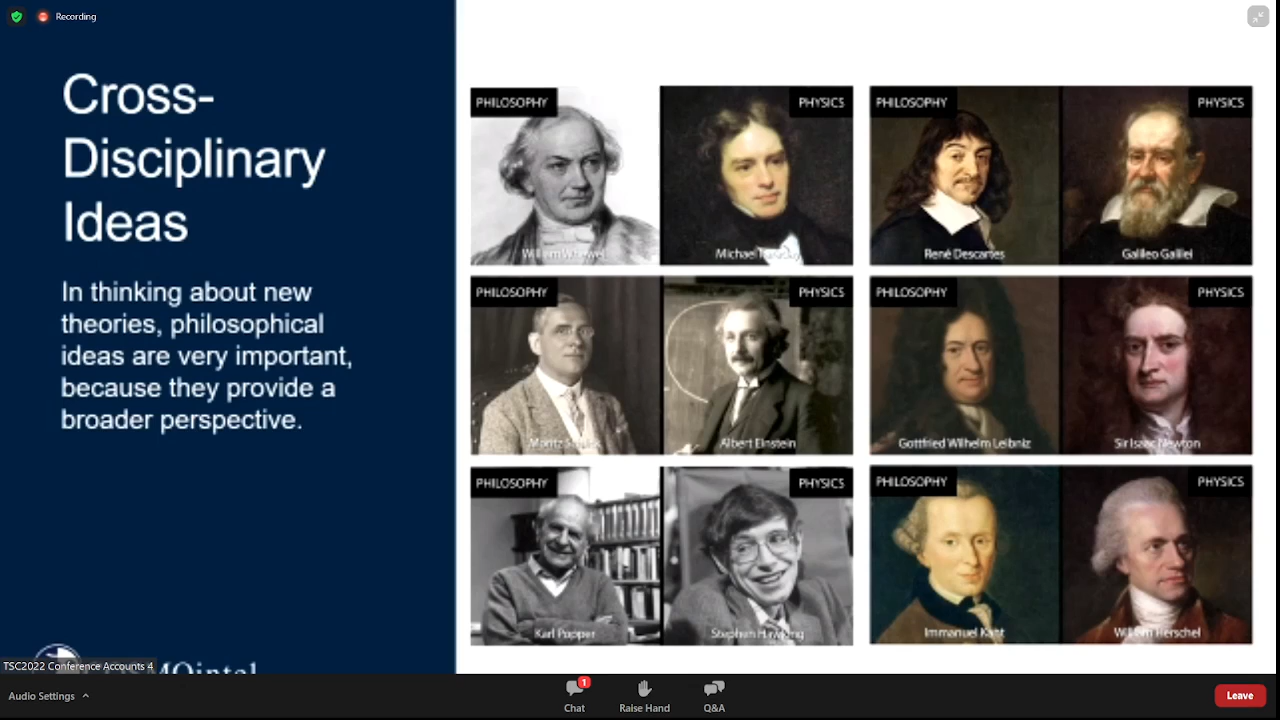 Recording
Cross-
Disciplinary
Ideas
In thinking about new
theories, philosophical
ideas are very important,
because they provide a
broader perspective.
PHILOSOPHY
PHYSICS
PHILOSOPHY
PHYSICS
William Whewell
Michael Faraday
René Descartes
Galileo Galilei
PHILOSOPHY
PHYSICS
PHILOSOPHY
PHYSICS
Moritz Schlick
Albert Einstein
Gottfried Wilhelm Leibniz
Sir Isaac Newton
PHILOSOPHY
PHYSICS
PHILOSOPHY
PHYSICS
Karl Popper
Stephen Hawking
Immanuel Kant
William Herschel
TSC2022 Conference Accounts 4
Audio Settings
1
Chat
Raise Hand
Q&A
Leave